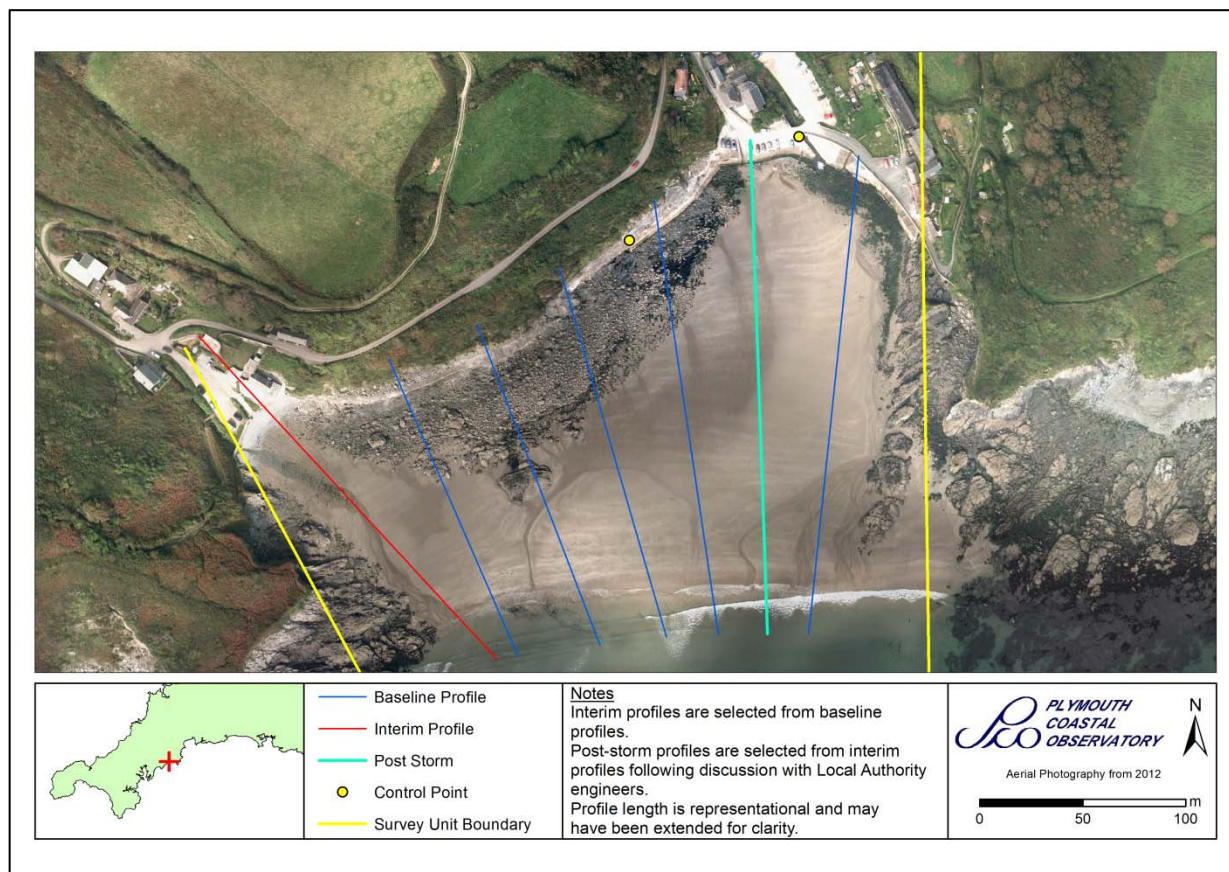 Baseline Profile
Interim Profile
Post Storm
Control Point
Survey Unit Boundary
Notes
Interim profiles are selected from baseline
profiles.
Post-storm profiles are selected from interim
profiles following discussion with Local Authority
engineers.
Profile length is representational and may
have been extended for clarity.
PLYMOUTH
COASTAL
OBSERVATORY
N
Aerial Photography from 2012
m
0 50 100